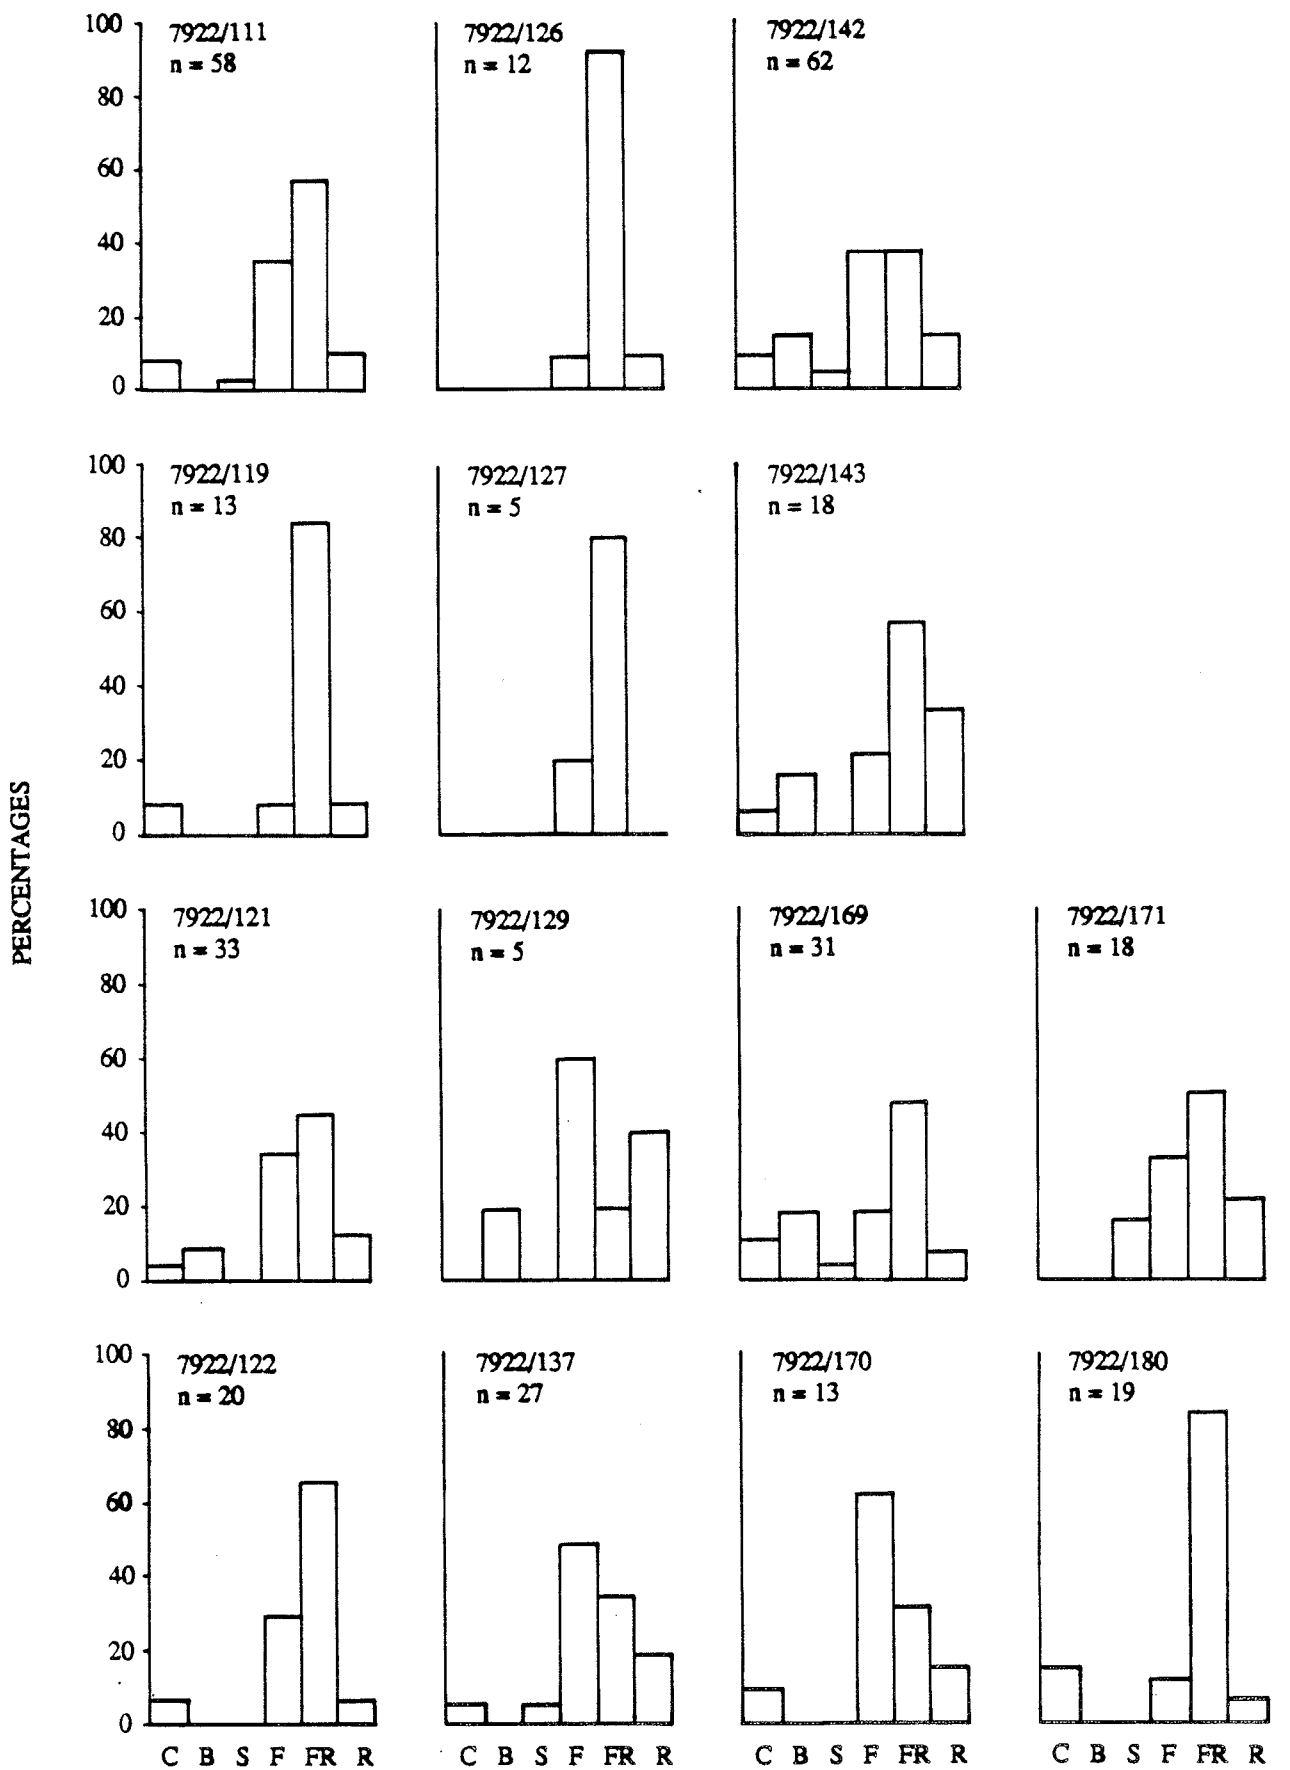 PERCENTAGES
100
80
60
40
20
0
7922/111
n = 58
7922/126
n = 12
7922/142
n = 62
100
80
60
40
20
0
7922/119
n = 13
7922/127
n = 5
7922/143
n = 18
100
80
60
40
20
0
7922/121
n = 33
7922/129
n = 5
7922/169
n = 31
7922/171
n = 18
100
80
60
40
20
0
7922/122
n = 20
7922/137
n = 27
7922/170
n = 13
7922/180
n = 19
C B S F FR R
C B S F FR R
C B S F FR R
C B S F FR R